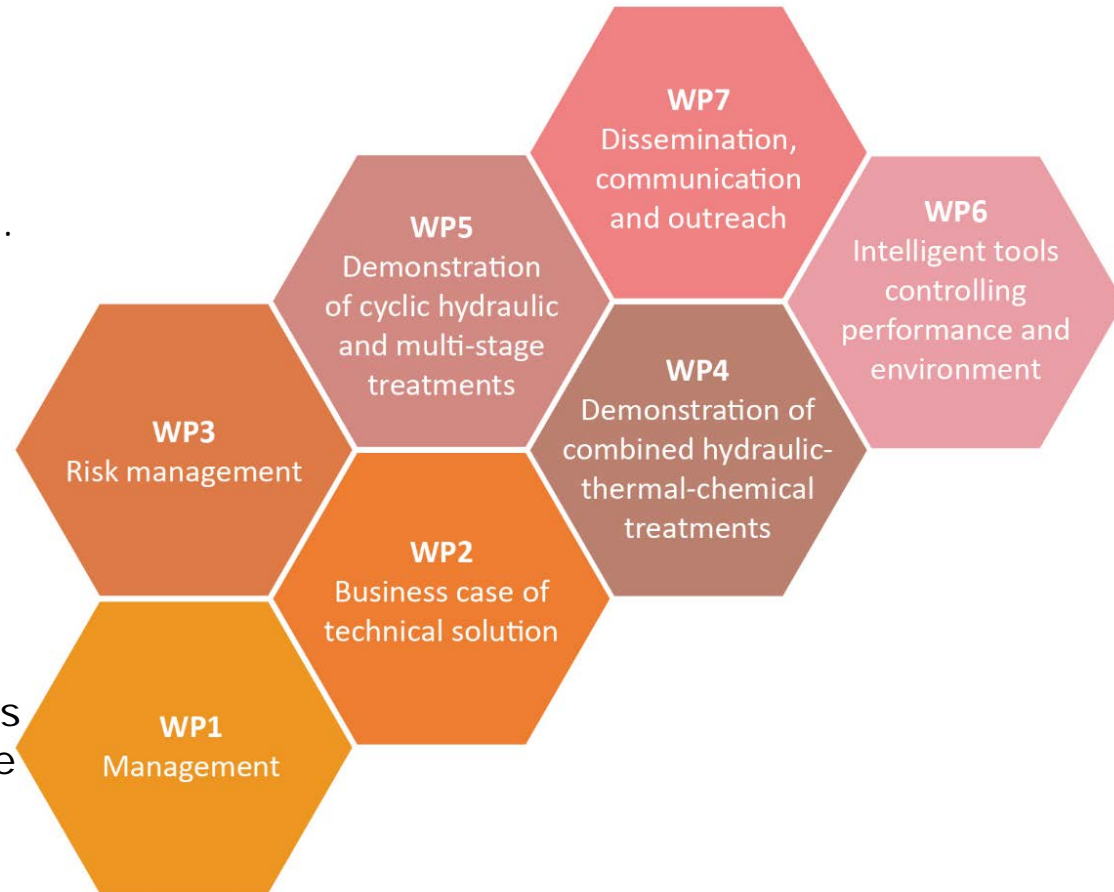 WP7
Dissemination,
communication
and outreach
WP6
Intelligent tools
controlling
performance and
environment
.
WP5
Demonstration
of cyclic hydraulic
and multi-stage
treatments
WP4
Demonstration of
combined hydraulic-
thermal-chemical
treatments
WP3
Risk management
WP2
Business case of
technical solution
s
e
WP1
Management